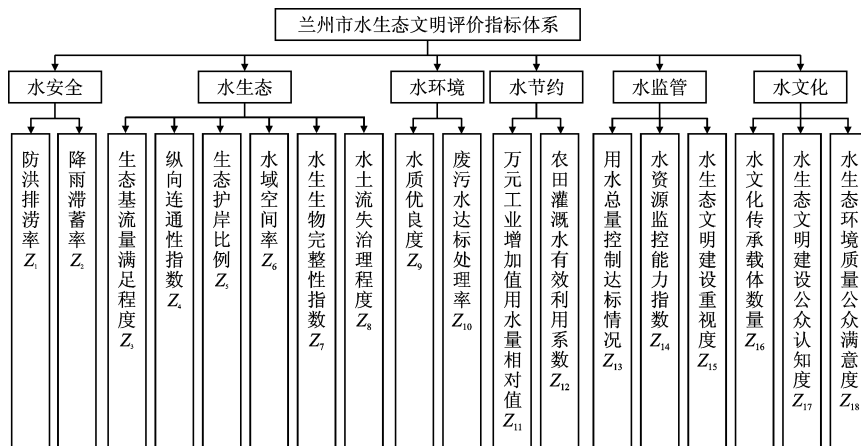 兰州市水生态文明评价指标体系
水安全
水生态
水环境
水节约
水监管
水文化
防洪排涝率Z₁
降雨滞蓄率Z₂
生态基流量满足程度Z₃
纵向连通性指数Z₄
生态护岸比例Z₅
水域空间率Z₆
水生生物完整性指数Z₇
水土流失治理程度Z₈
水质优良度Z₉
废污水达标处理率Z₁₀
万元工业增加值用水量相对值Z₁₁
农田灌溉水有效利用系数Z₁₂
用水总量控制达标情况Z₁₃
水资源监控能力指数Z₁₄
水生态文明建设重视度Z₁₅
水文化传承载体数量Z₁₆
水生态文明建设公众认知度Z₁₇
水生态环境质量公众满意度Z₁₈